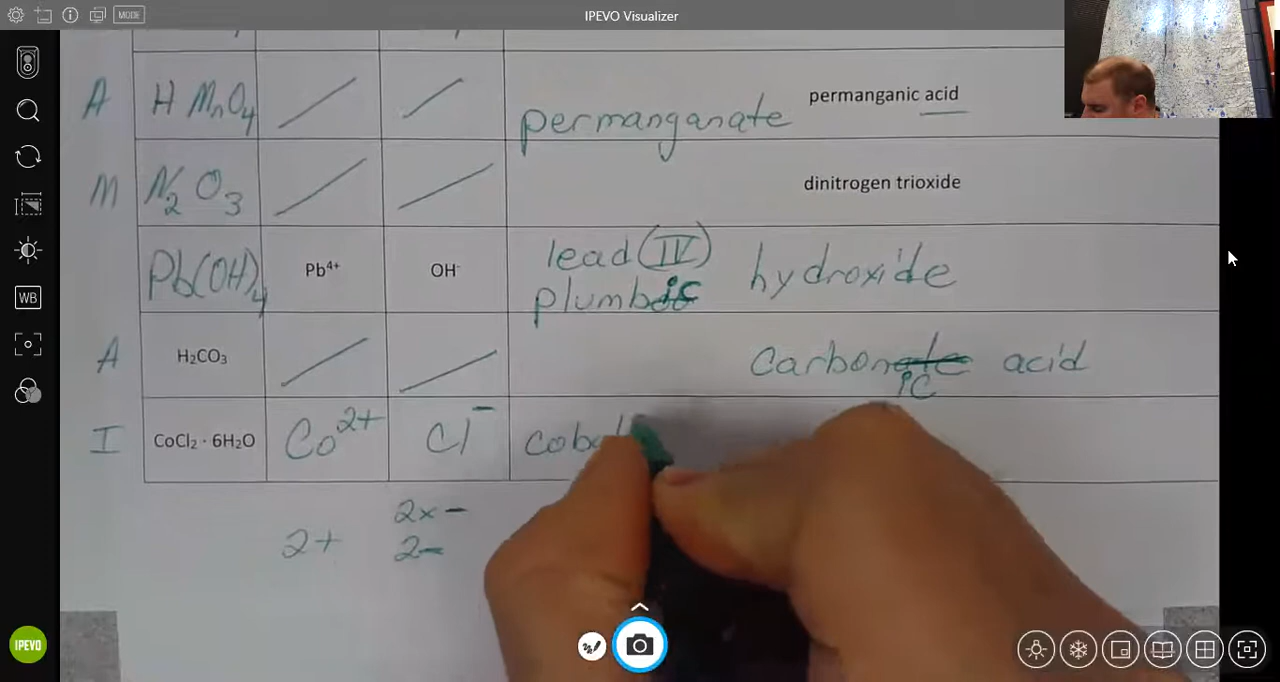 IPEVO Visualizer
MODE
WB
IPEVO
A H MnO4 permanganate permanganic acid
M N2O3 dinitrogen trioxide
Pb(OH)4 Pb4+ OH- lead (IV) hydroxide
plumbic
A H2CO3 carbonate acid
ic
I CoCl2 · 6H2O Co2+ Cl- cobal
2x -
2+ 2-